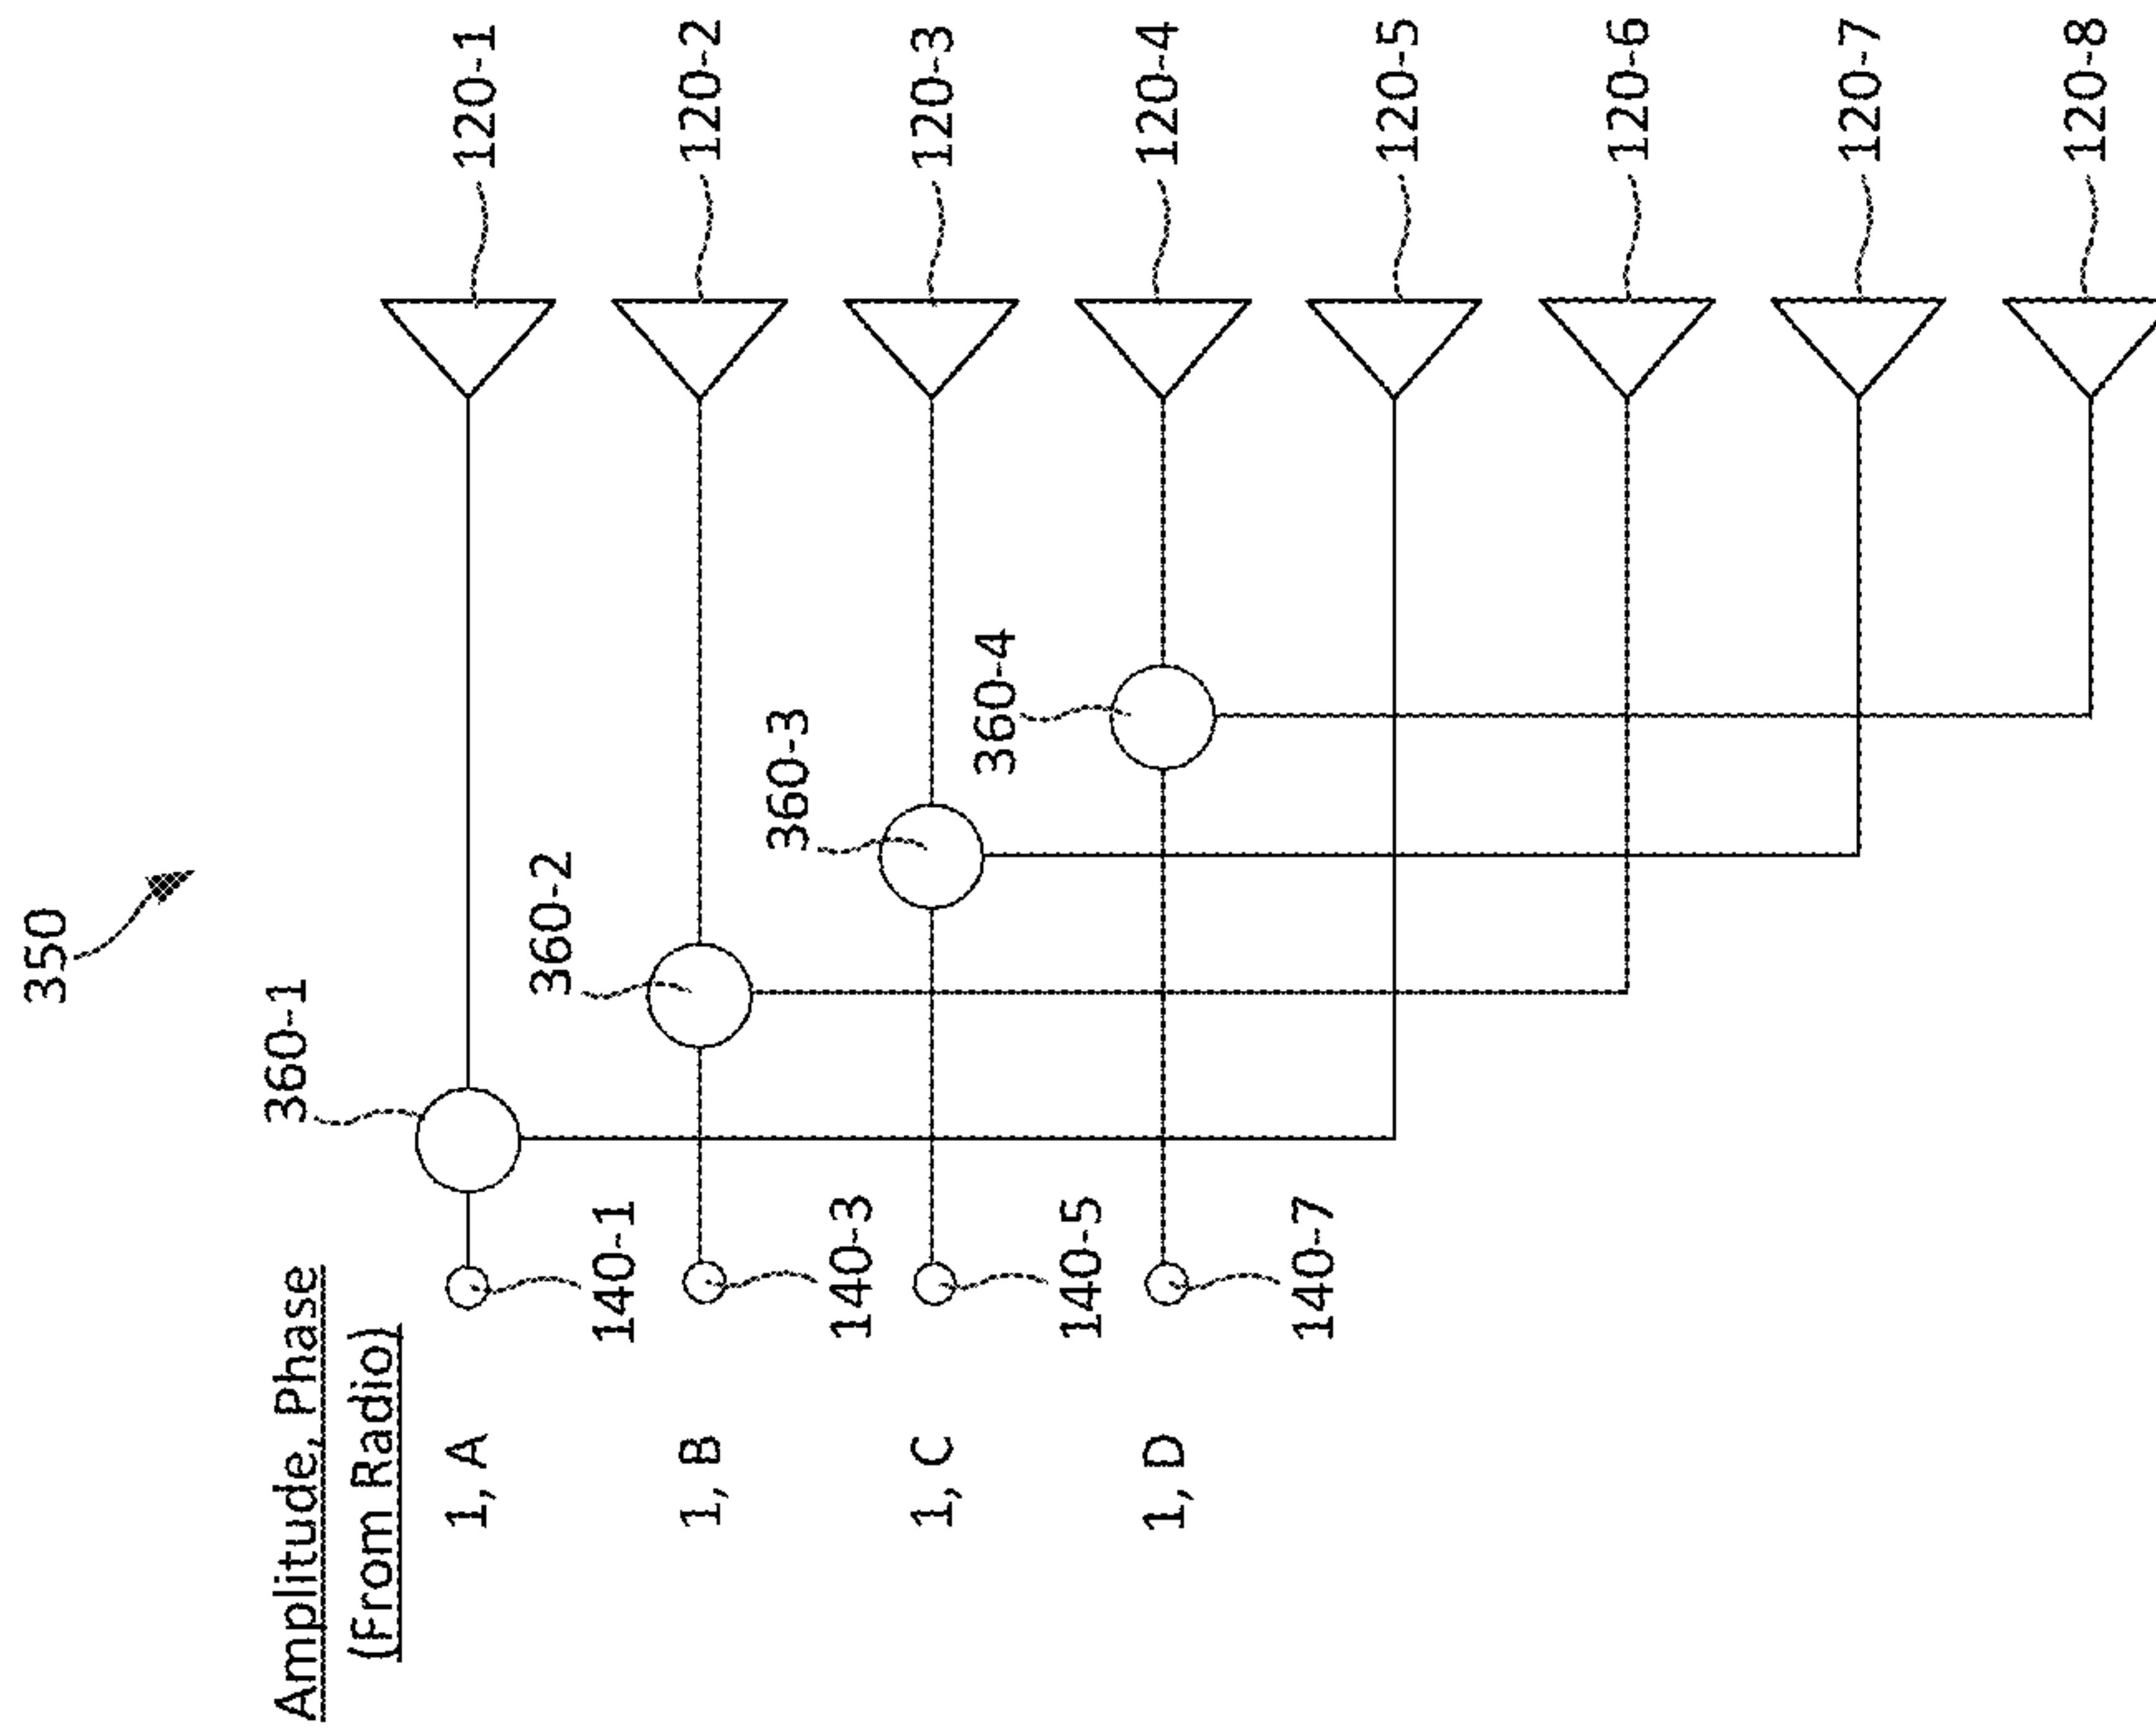 350
Amplitude, Phase
(From Radio)
1, A
140-1
360-1
120-1
1, B
140-3
360-2
120-2
1, C
140-5
360-3
120-3
1, D
140-7
360-4
120-4
120-5
120-6
120-7
120-8